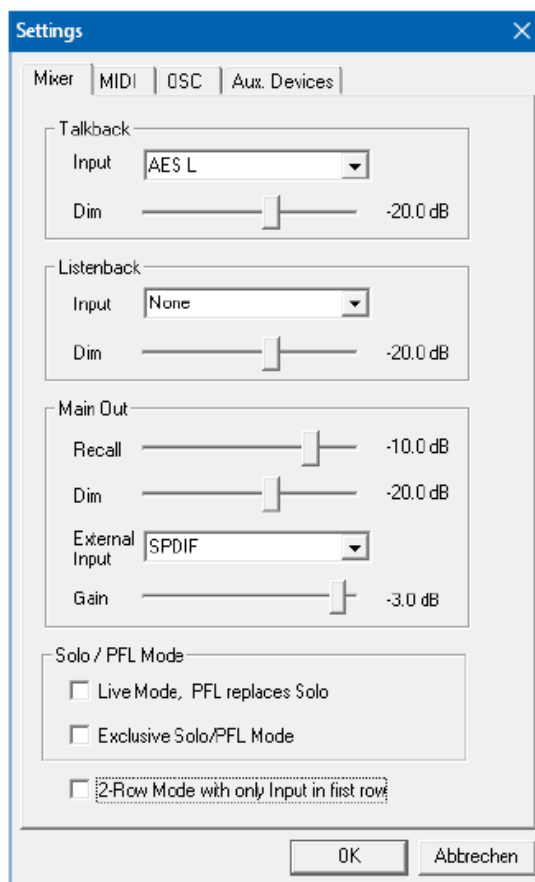 Settings
Mixer MIDI OSC Aux. Devices
Talkback
Input AES L
Dim -20.0 dB
Listenback
Input None
Dim -20.0 dB
Main Out
Recall -10.0 dB
Dim -20.0 dB
External
Input SPDIF
Gain -3.0 dB
Solo / PFL Mode
Live Mode, PFL replaces Solo
Exclusive Solo/PFL Mode
2-Row Mode with only Input in first row
OK Abbrechen